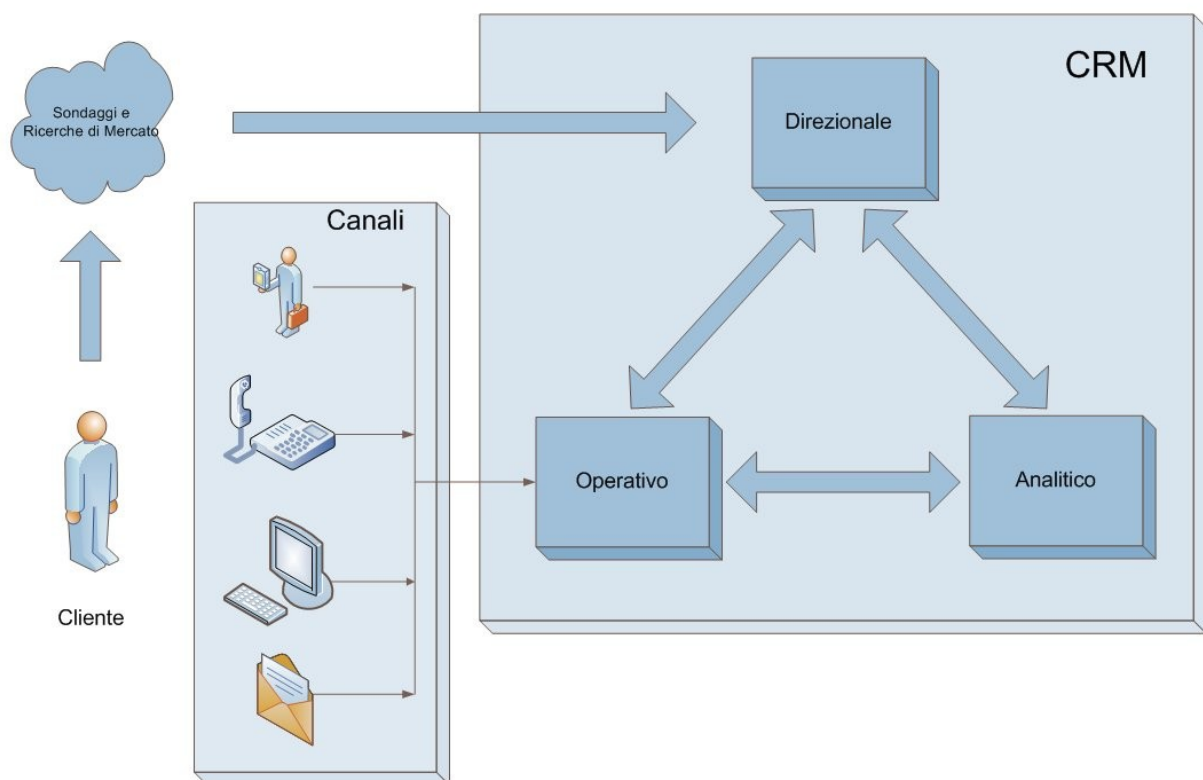 CRM
Direzionale
Sondaggi e
Ricerche di Mercato
Canali
Operativo
Analitico
Cliente